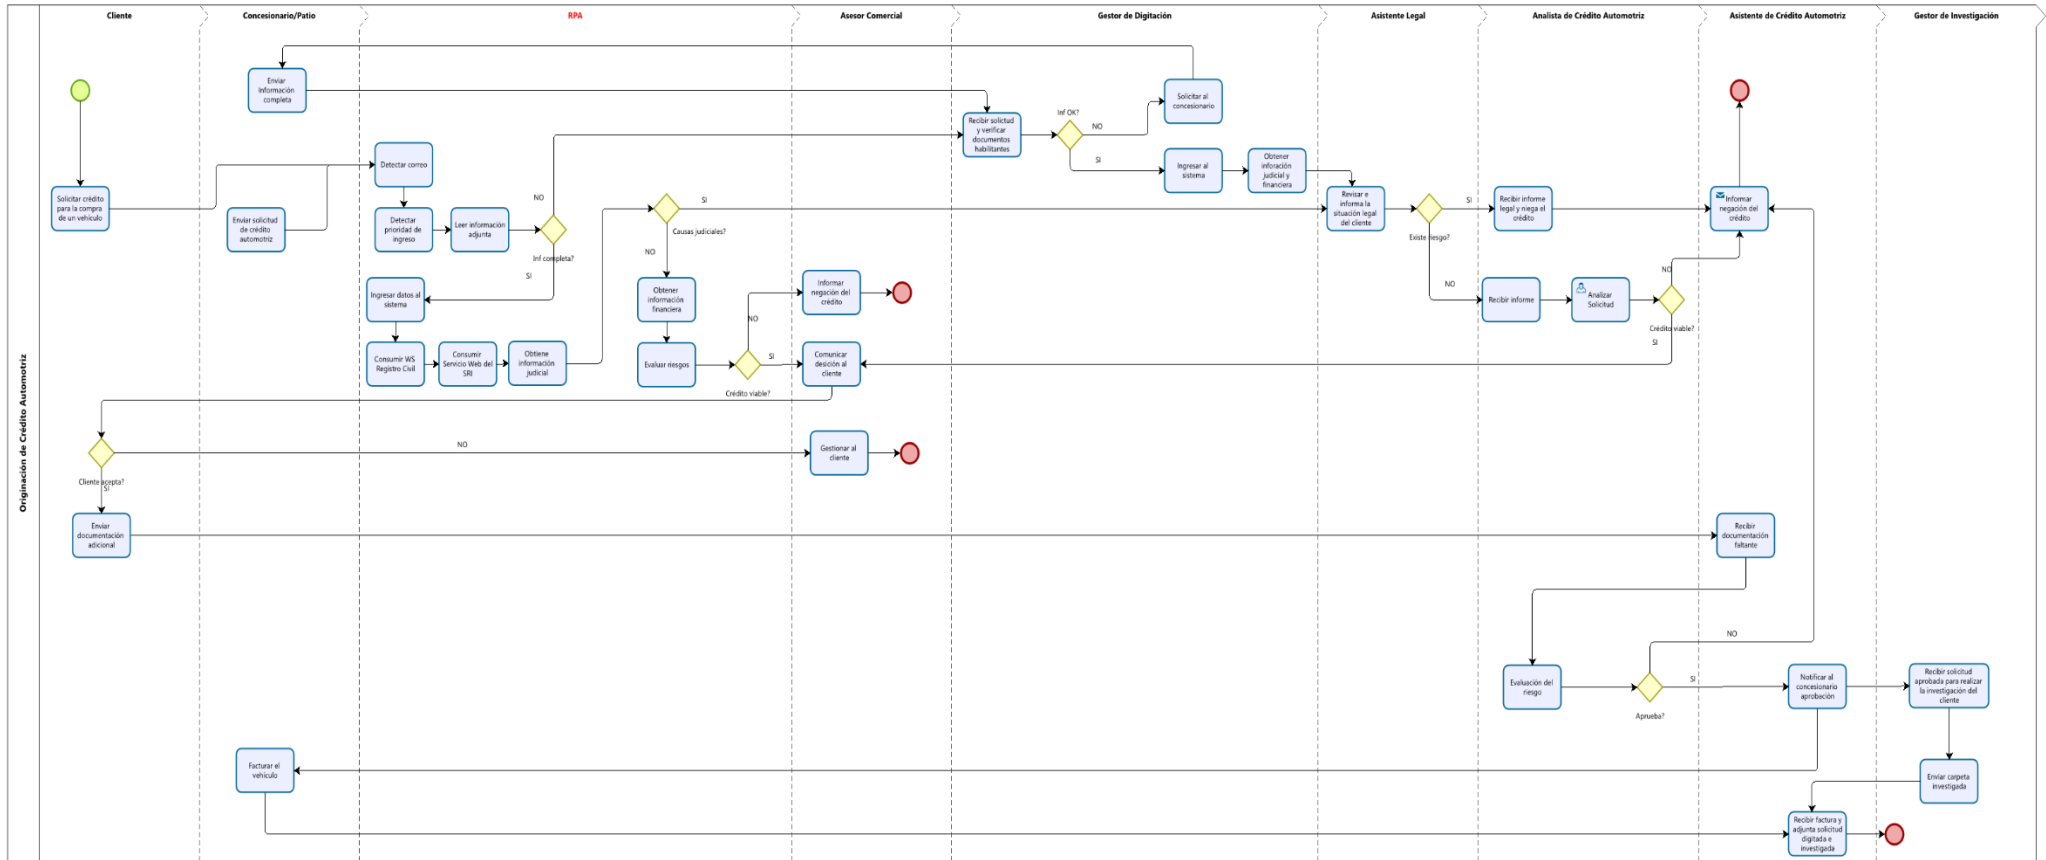 Cliente
Concesionario/Patio
RPA
Asesor Comercial
Gestor de Digitación
Asistente Legal
Analista de Crédito Automotriz
Asistente de Crédito Automotriz
Gestor de Investigación
Originación de Crédito Automotriz
Enviar
Información
completa
Solicitar al
concesionario
Inf OK?
NO
SI
Recibir solictud
y verificar
documentos
habilitantes
Ingresar al
sistema
Obtener
inforación
judicial y
financiera
Detectar correo
Solicitar crédito
para la compra
de un vehículo
Enviar solicitud
de crédito
automotriz
Detectar
prioridad de
ingreso
Leer información
adjunta
NO
Inf completa?
SI
SI
Causas judiciales?
NO
Revisar e
informa la
situación legal
del cliente
SI
Existe riesgo?
NO
Recibir informe
legal y niega el
crédito
Informar
negación del
crédito
Ingresar datos al
sistema
Obtener
información
financiera
Informar
negación del
crédito
NO
Recibir informe
Analizar
Solicitud
NO
Crédito viable?
SI
Consumir WS
Registro Civil
Consumir
Servicio Web del
SRI
Obtiene
información
judicial
Evaluar riesgos
SI
Crédito viable?
Comunicar
desición al
cliente
NO
Cliente acepta?
SI
Gestionar al
cliente
Enviar
documentación
adicional
Recibir
documentación
faltante
NO
Evaluación del
riesgo
SI
Aprueba?
Notificar al
concesionario
aprobación
Recibir solicitud
aprobada para realizar
la investigación del
cliente
Facturar el
vehículo
Enviar carpeta
investigada
Recibir factura y
adjunta solicitud
digitada e
investigada